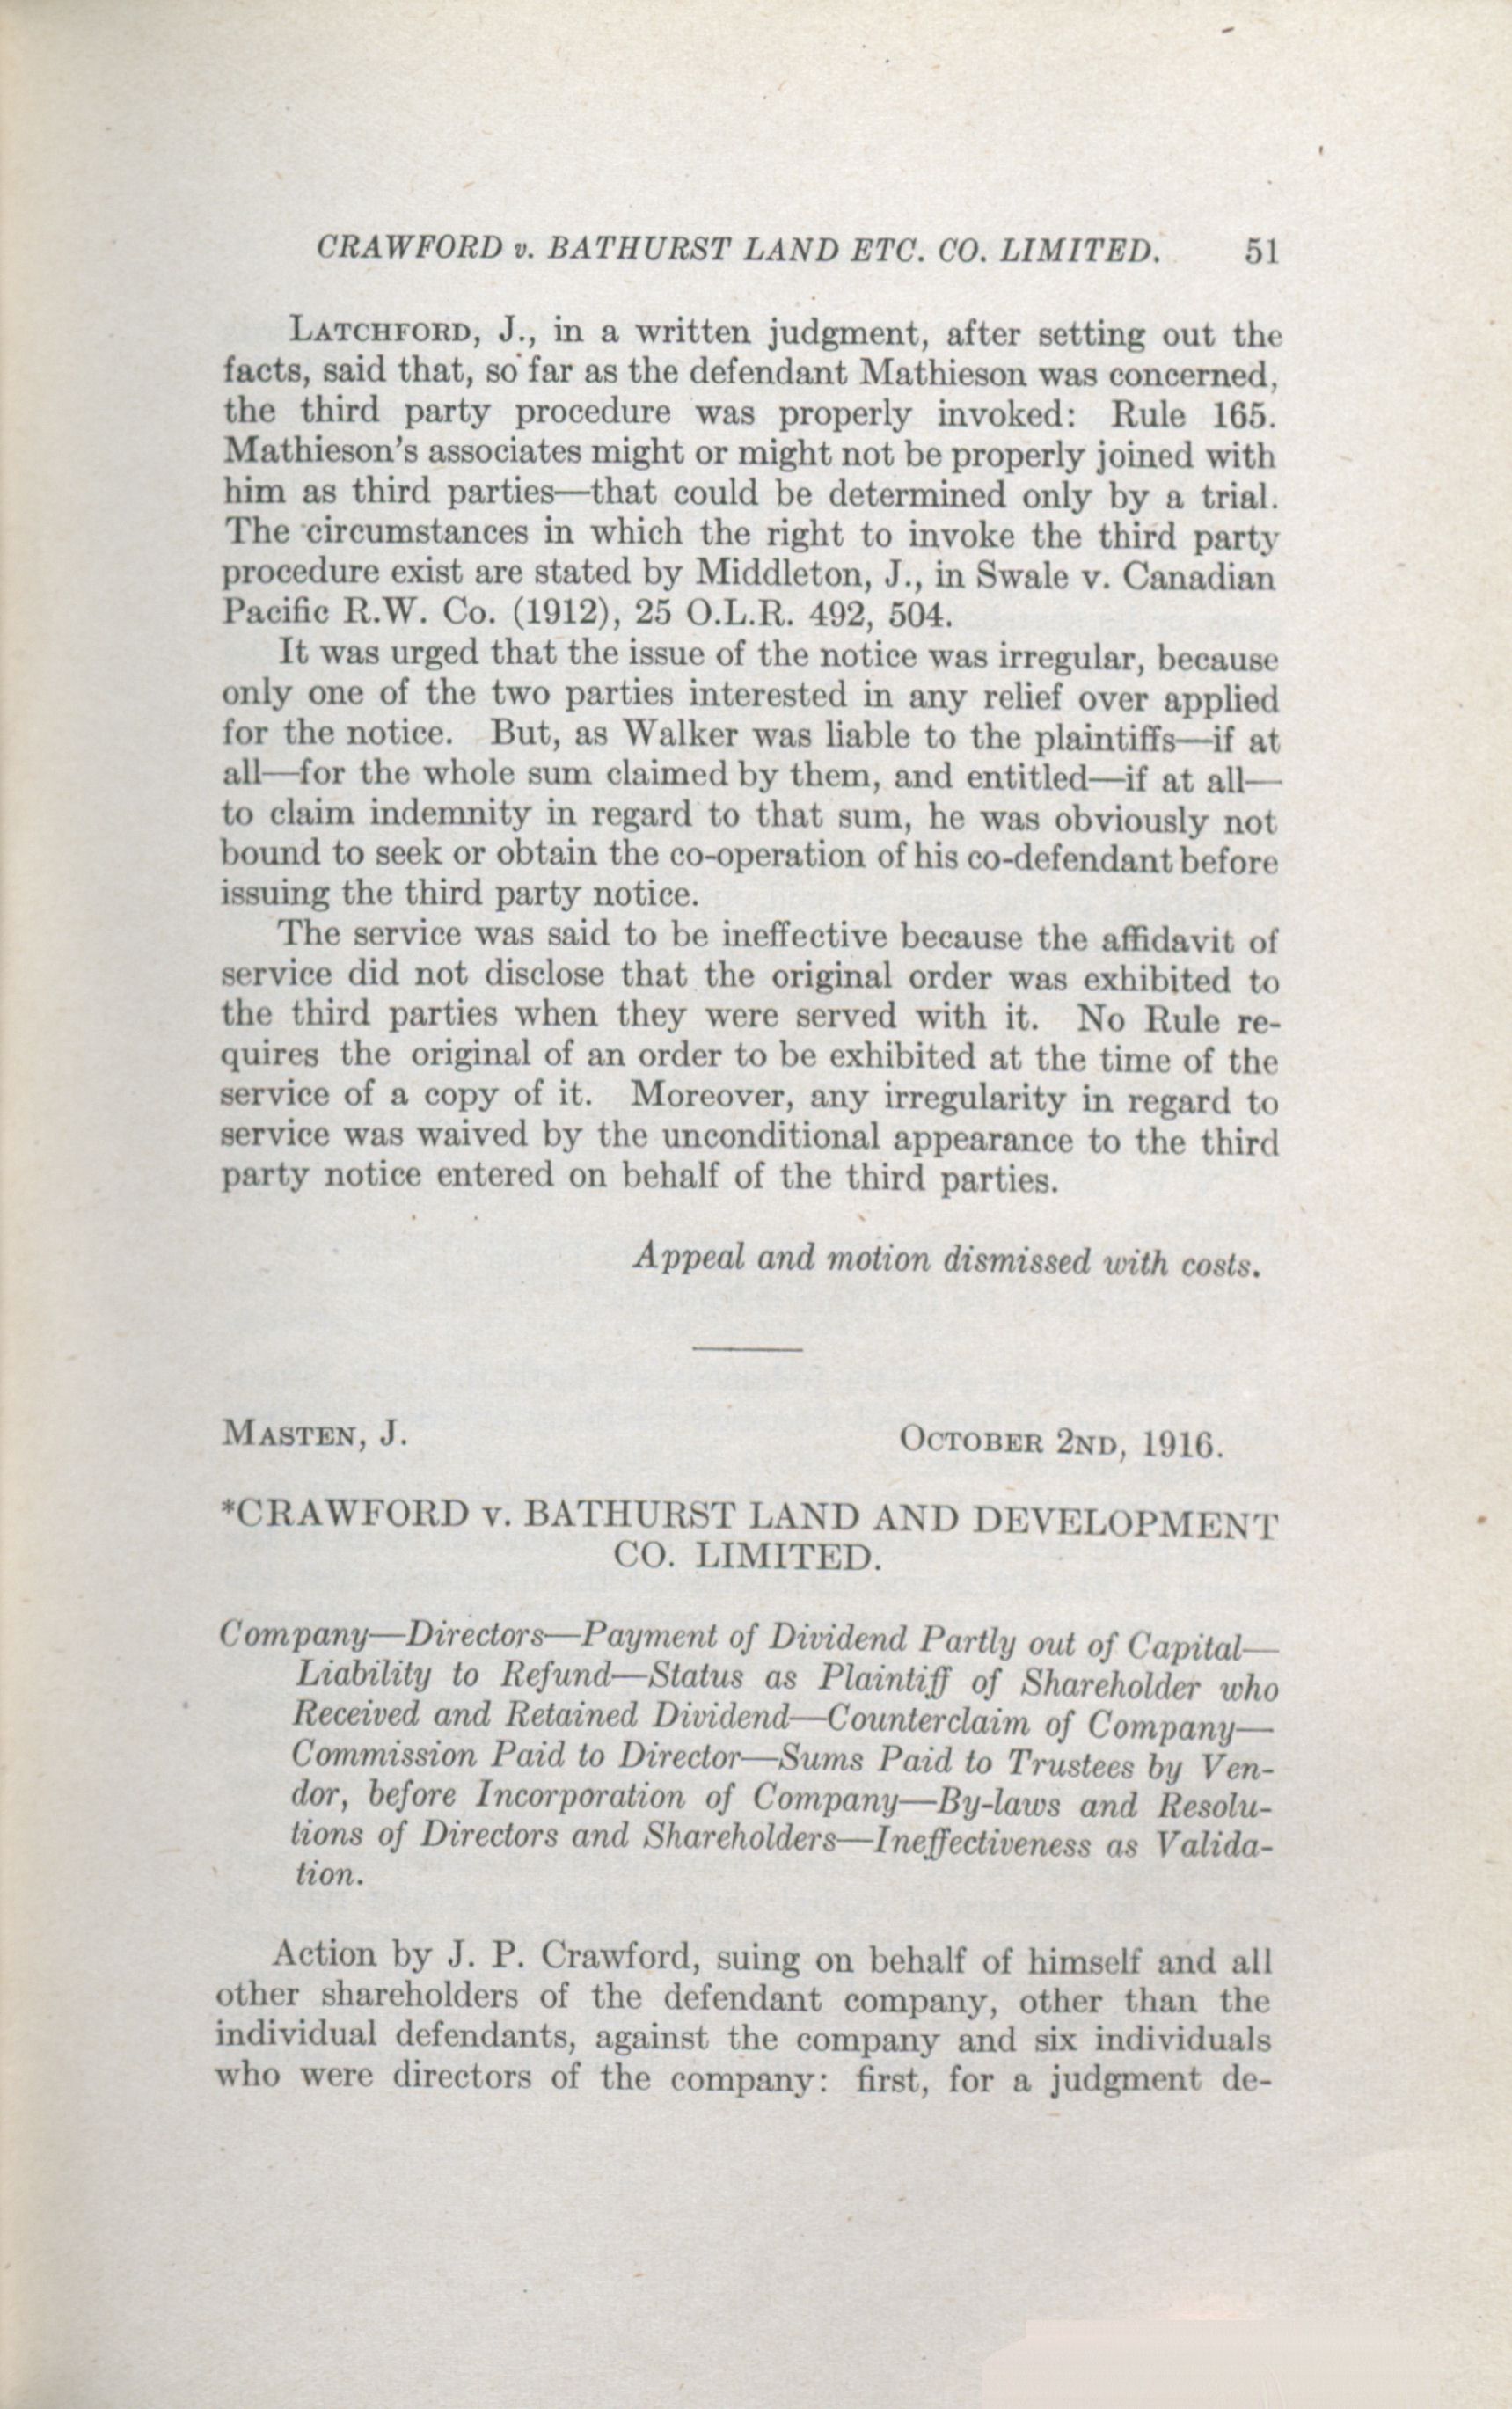 CRAWFORD v. BATHURST LAND ETC. CO. LIMITED. 51
LATCHFORD, J., in a written judgment, after setting out the
facts, said that, so far as the defendant Mathieson was concerned,
the third party procedure was properly invoked: Rule 165.
Mathieson's associates might or might not be properly joined with
him as third parties—that could be determined only by a trial.
The circumstances in which the right to invoke the third party
procedure exist are stated by Middleton, J., in Swale v. Canadian
Pacific R.W. Co. (1912), 25 O.L.R. 492, 504.
It was urged that the issue of the notice was irregular, because
only one of the two parties interested in any relief over applied
for the notice. But, as Walker was liable to the plaintiffs—if at
all—for the whole sum claimed by them, and entitled—if at all—
to claim indemnity in regard to that sum, he was obviously not
bound to seek or obtain the co-operation of his co-defendant before
issuing the third party notice.
The service was said to be ineffective because the affidavit of
service did not disclose that the original order was exhibited to
the third parties when they were served with it. No Rule re-
quires the original of an order to be exhibited at the time of the
service of a copy of it. Moreover, any irregularity in regard to
service was waived by the unconditional appearance to the third
party notice entered on behalf of the third parties.
Appeal and motion dismissed with costs.
MASTEN, J. OCTOBER 2ND, 1916.
*CRAWFORD v. BATHURST LAND AND DEVELOPMENT
CO. LIMITED.
Company—Directors—Payment of Dividend Partly out of Capital—
Liability to Refund—Status as Plaintiff of Shareholder who
Received and Retained Dividend—Counterclaim of Company—
Commission Paid to Director—Sums Paid to Trustees by Ven-
dor, before Incorporation of Company—By-laws and Resolu-
tions of Directors and Shareholders—Ineffectiveness as Valida-
tion.
Action by J. P. Crawford, suing on behalf of himself and all
other shareholders of the defendant company, other than the
individual defendants, against the company and six individuals
who were directors of the company: first, for a judgment de-